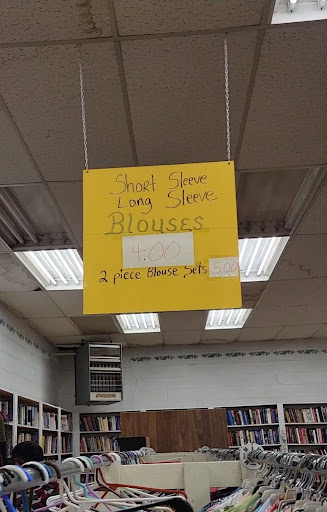 Short Sleeve
Long Sleeve
BLOUSES
4.00
2 piece Blouse Sets 5.00